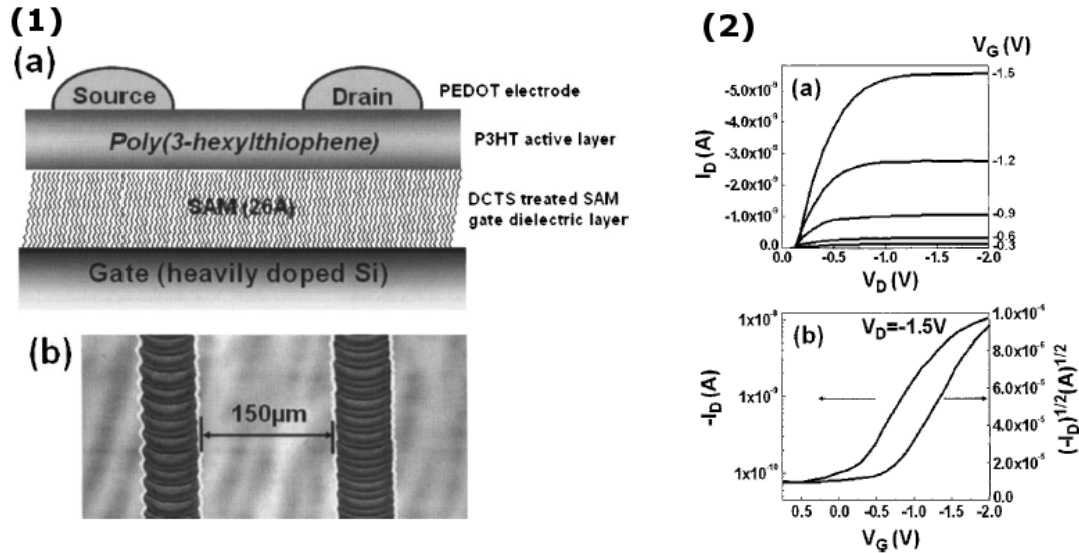 (1)
(a)
Source
Drain
PEDOT electrode
Poly(3-hexylthiophene)
P3HT active layer
SAM (26Å)
DCTS treated SAM
gate dielectric layer
Gate (heavily doped Si)
(b)
150μm
(2)
V_G (V)
(a)
-1.5
-5.0x10^-9
-4.0x10^-9
-3.0x10^-9
-1.2
-2.0x10^-9
-0.9
-1.0x10^-9
-0.6
-0.3
0.0
I_D (A)
0.0 -0.5 -1.0 -1.5 -2.0
V_D (V)
(b)
V_D=-1.5V
1x10^-8
1x10^-9
1x10^-10
-I_D (A)
1.0x10^-4
8.0x10^-5
6.0x10^-5
4.0x10^-5
2.0x10^-5
0.0
(-I_D)^1/2(A)^1/2
0.5 0.0 -0.5 -1.0 -1.5 -2.0
V_G (V)